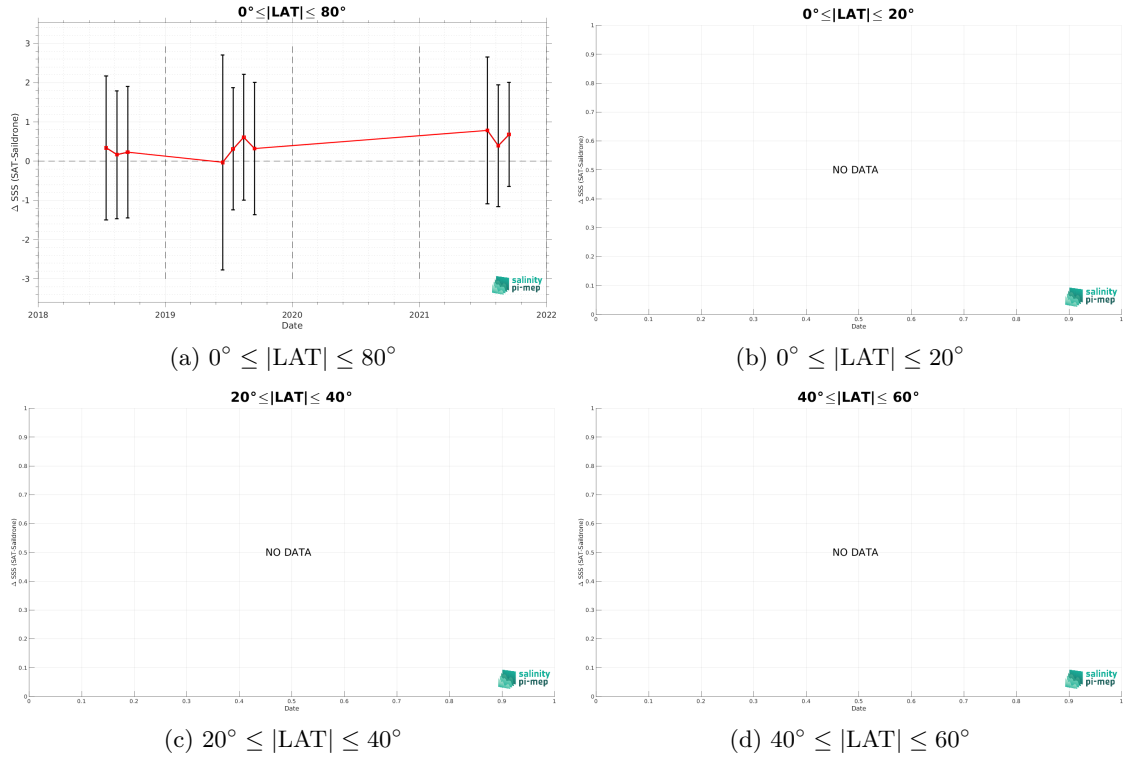 0°≤|LAT|≤ 80°
Δ SSS (SAT-Saildrone)
3
2
1
0
-1
-2
-3
2018
2019
2020
2021
2022
Date
salinity
pi-mep
(a) 0° ≤ |LAT| ≤ 80°
0°≤|LAT|≤ 20°
Δ SSS (SAT-Saildrone)
1
0.9
0.8
0.7
0.6
0.5
0.4
0.3
0.2
0.1
0
NO DATA
0
0.1
0.2
0.3
0.4
0.5
0.6
0.7
0.8
0.9
1
Date
salinity
pi-mep
(b) 0° ≤ |LAT| ≤ 20°
20°≤|LAT|≤ 40°
Δ SSS (SAT-Saildrone)
1
0.9
0.8
0.7
0.6
0.5
0.4
0.3
0.2
0.1
0
NO DATA
0
0.1
0.2
0.3
0.4
0.5
0.6
0.7
0.8
0.9
1
Date
salinity
pi-mep
(c) 20° ≤ |LAT| ≤ 40°
40°≤|LAT|≤ 60°
Δ SSS (SAT-Saildrone)
1
0.9
0.8
0.7
0.6
0.5
0.4
0.3
0.2
0.1
0
NO DATA
0
0.1
0.2
0.3
0.4
0.5
0.6
0.7
0.8
0.9
1
Date
salinity
pi-mep
(d) 40° ≤ |LAT| ≤ 60°